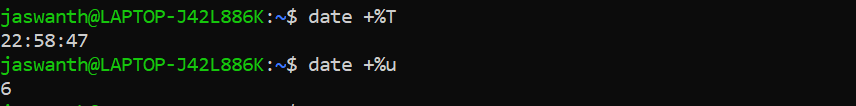 jaswanth@LAPTOP-J42L886K:~$ date +%T
22:58:47
jaswanth@LAPTOP-J42L886K:~$ date +%u
6